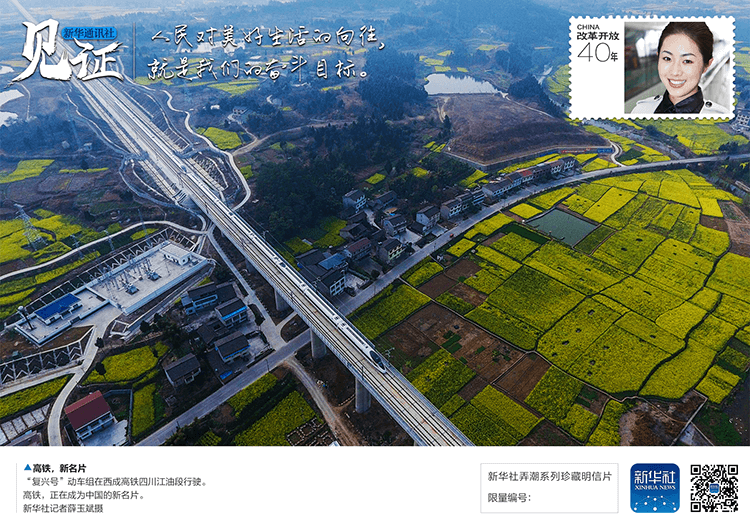 见证
新华通讯社
人民对美好生活的向往，
就是我们的奋斗目标。
CHINA
改革开放
40年
▲高铁，新名片
“复兴号”动车组在西成高铁四川江油段行驶。
高铁，正在成为中国的新名片。
新华社记者薛玉斌摄
新华社弄潮系列珍藏明信片
限量编号：
新华社
XINHUA NEWS